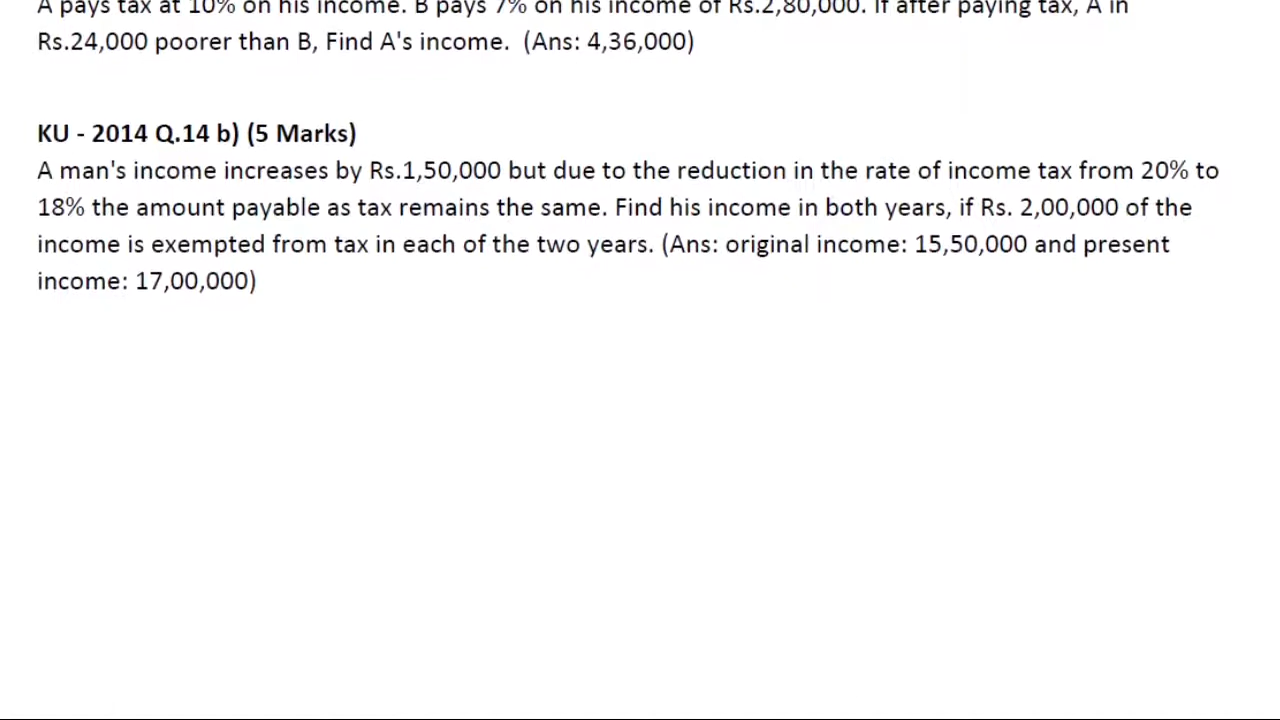 A pays tax at 10% on his income. B pays 7% on his income of Rs.2,80,000. If after paying tax, A in
Rs.24,000 poorer than B, Find A's income.  (Ans: 4,36,000)
KU - 2014 Q.14 b) (5 Marks)
A man's income increases by Rs.1,50,000 but due to the reduction in the rate of income tax from 20% to
18% the amount payable as tax remains the same. Find his income in both years, if Rs. 2,00,000 of the
income is exempted from tax in each of the two years. (Ans: original income: 15,50,000 and present
income: 17,00,000)